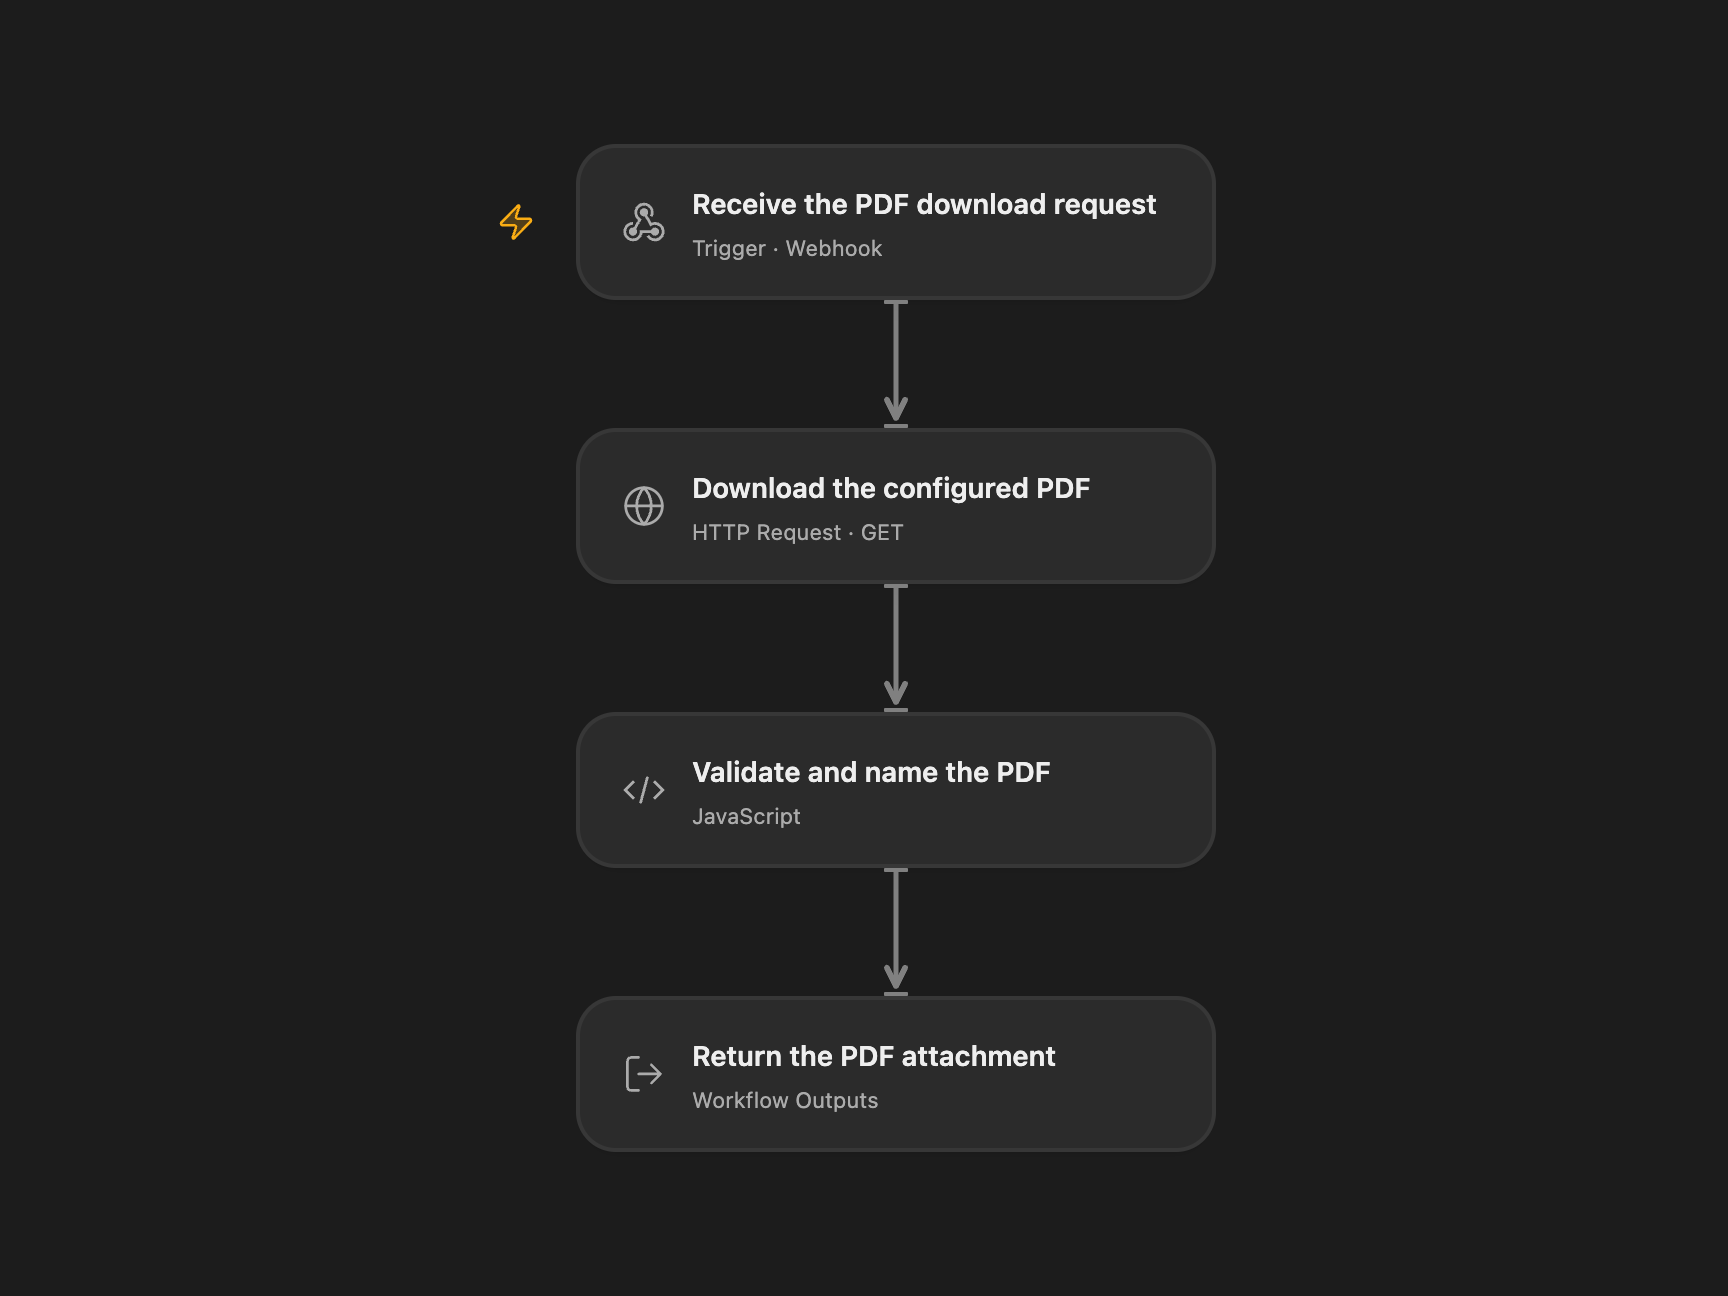 Receive the PDF download request
Trigger · Webhook
Download the configured PDF
HTTP Request · GET
Validate and name the PDF
JavaScript
Return the PDF attachment
Workflow Outputs